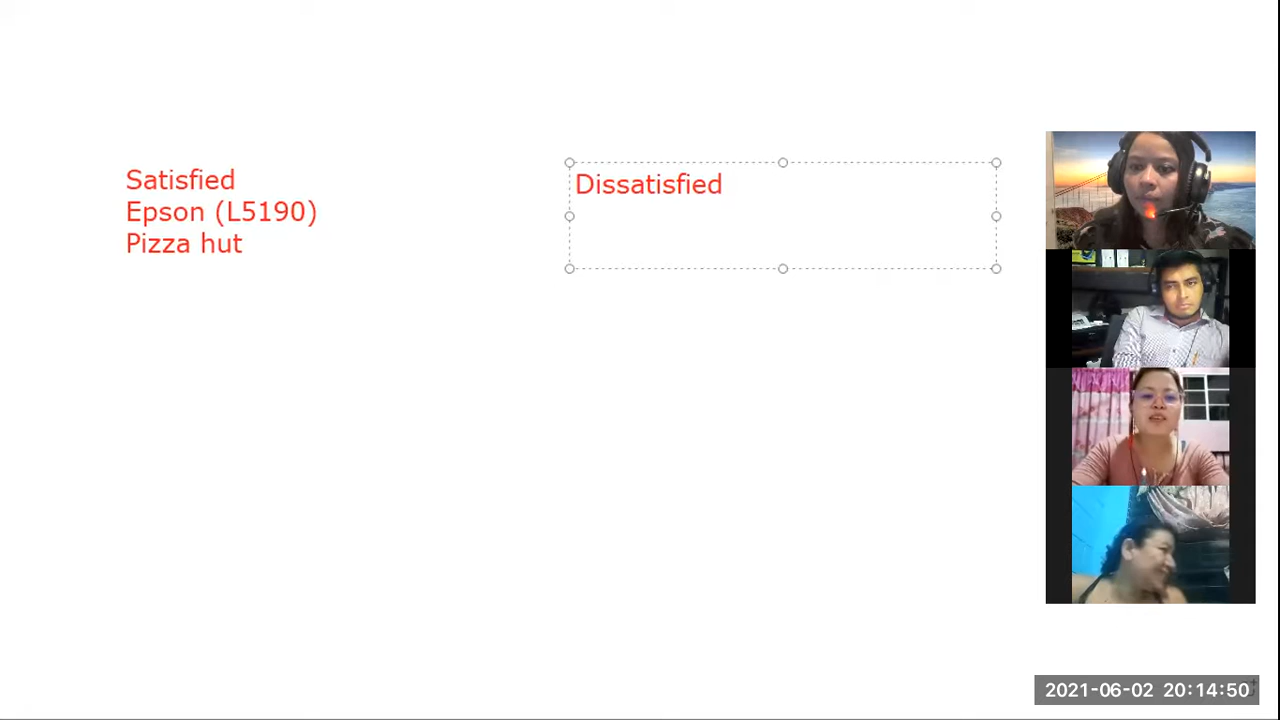 Satisfied
Epson (L5190)
Pizza hut
Dissatisfied
2021-06-02 20:14:50